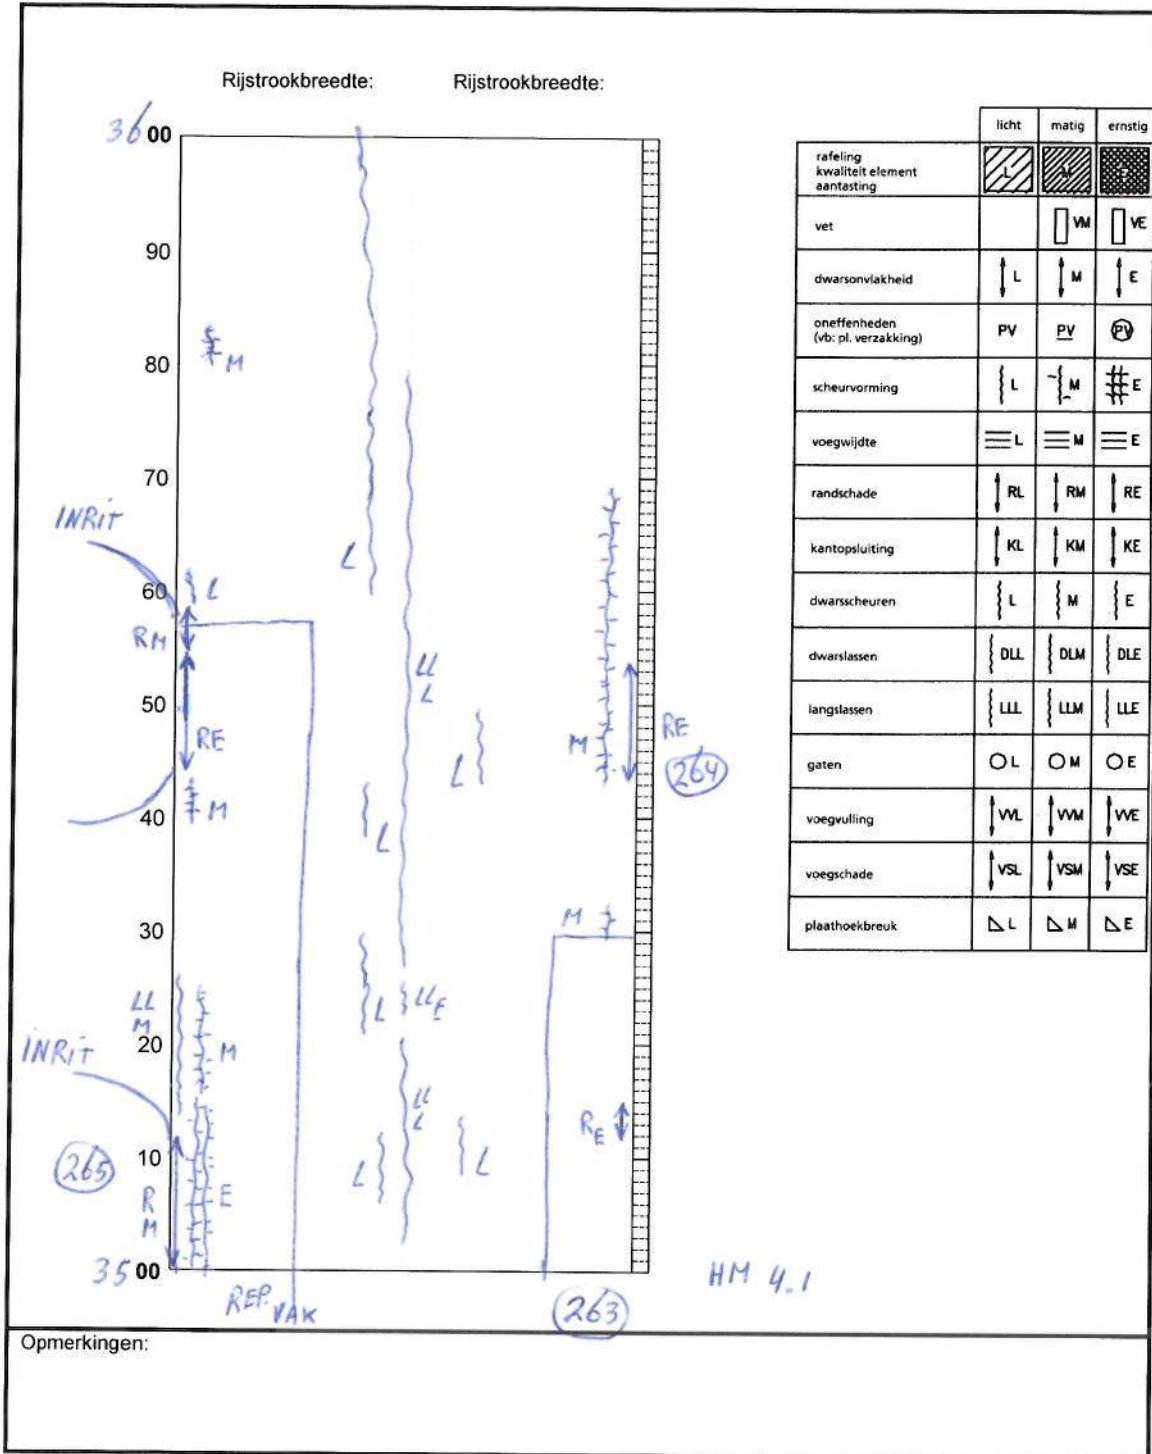 Rijstrookbreedte: Rijstrookbreedte:
36 00
90
80
M
70
INRIT
L
60 L
RM
LL
L
50
RE
M
RE
L
264
M
40
L
M
30
LL
M
L
LLE
20
M
INRIT
LL
L
RE
265
10
L
L
R
M
E
35 00
HM 4.1
REP. VAK
263
Opmerkingen:
licht matig ernstig
rafeling
kwaliteit element
aantasting
L M E
vet VM VE
dwarsonvlakheid L M E
oneffenheden
(vb: pl. verzakking)
PV PV PV
scheurvorming L M E
voegwijdte L M E
randschade RL RM RE
kantopsluiting KL KM KE
dwarsscheuren L M E
dwarslassen DLL DLM DLE
langslassen LLL LLM LLE
gaten L M E
voegvulling VVL VVM VVE
voegschade VSL VSM VSE
plaathoekbreuk L M E